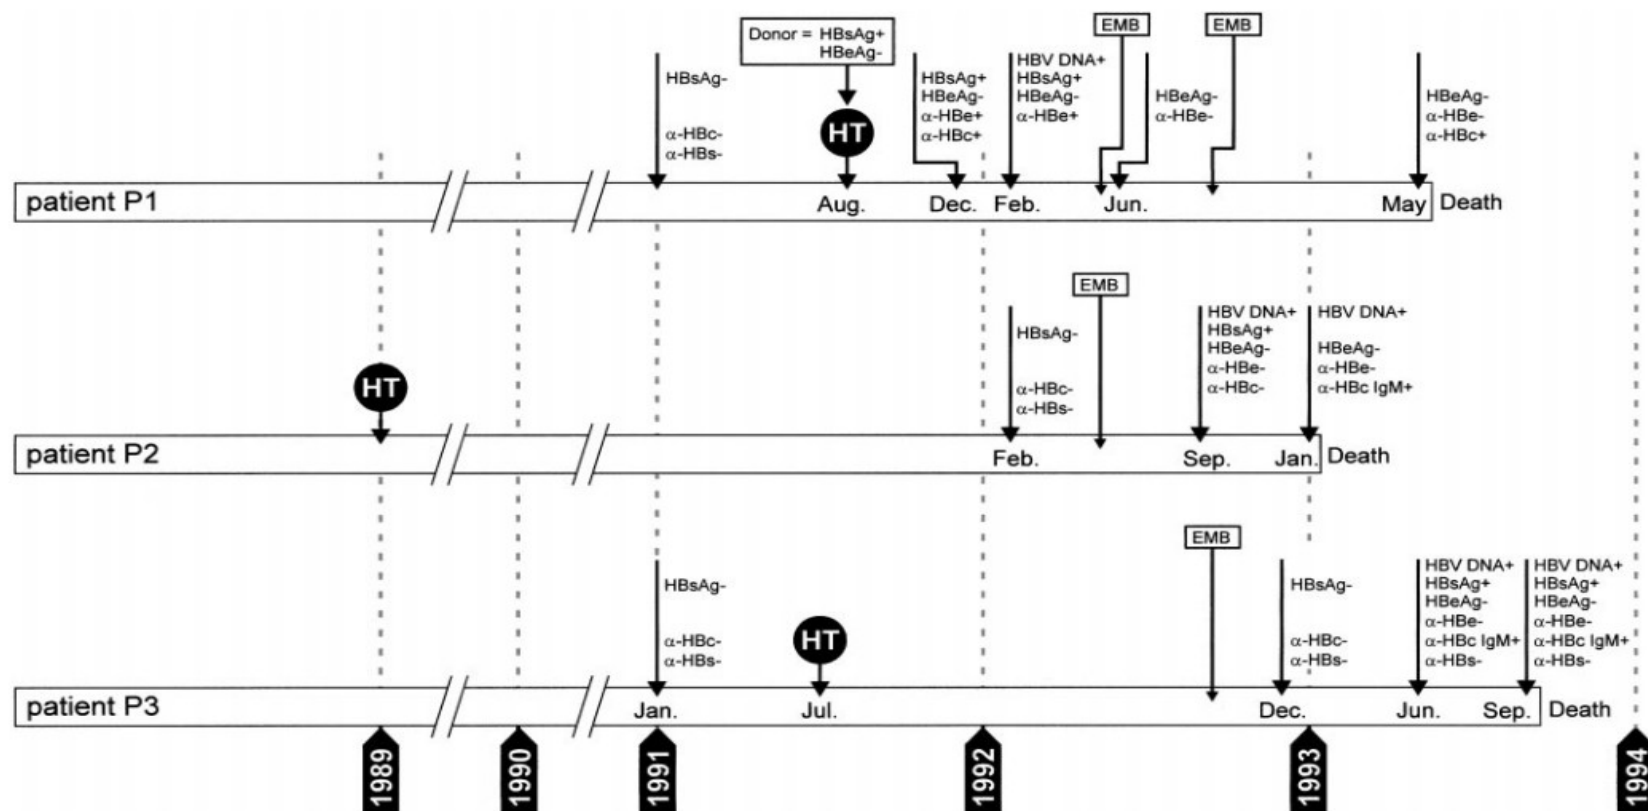 Donor = HBsAg+
HBeAg-
EMB
EMB
HBsAg-
α-HBc-
α-HBs-
HT
HBsAg+
HBeAg-
α-HBe+
α-HBc+
HBV DNA+
HBsAg+
HBeAg-
α-HBe+
HBeAg-
α-HBe-
HBeAg-
α-HBe-
α-HBc+
patient P1
Aug.
Dec.
Feb.
Jun.
May
Death
EMB
HT
HBsAg-
α-HBc-
α-HBs-
HBV DNA+
HBsAg+
HBeAg-
α-HBe-
α-HBc-
HBV DNA+
HBeAg-
α-HBe-
α-HBc IgM+
patient P2
Feb.
Sep.
Jan.
Death
EMB
HBsAg-
α-HBc-
α-HBs-
HT
HBsAg-
α-HBc-
α-HBs-
HBV DNA+
HBsAg+
HBeAg-
α-HBe-
α-HBc IgM+
α-HBs-
HBV DNA+
HBsAg+
HBeAg-
α-HBe-
α-HBc IgM+
α-HBs-
patient P3
Jan.
Jul.
Dec.
Jun.
Sep.
Death
1989
1990
1991
1992
1993
1994